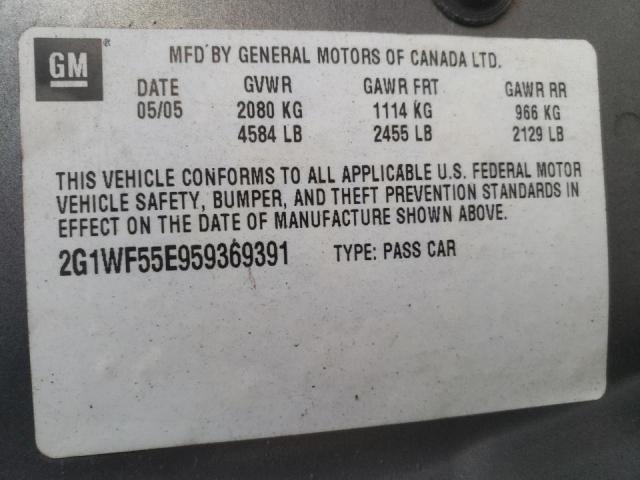 GM
MFD BY GENERAL MOTORS OF CANADA LTD.
DATE GVWR GAWR FRT GAWR RR
05/05 2080 KG 1114 KG 966 KG
4584 LB 2455 LB 2129 LB
THIS VEHICLE CONFORMS TO ALL APPLICABLE U.S. FEDERAL MOTOR
VEHICLE SAFETY, BUMPER, AND THEFT PREVENTION STANDARDS IN
EFFECT ON THE DATE OF MANUFACTURE SHOWN ABOVE.
2G1WF55E959369391 TYPE: PASS CAR